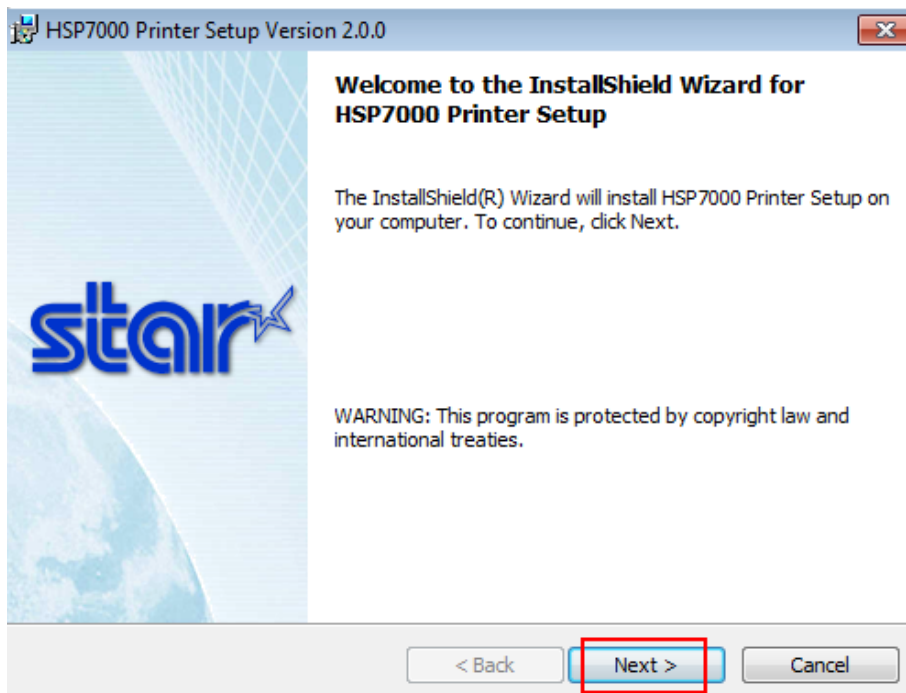 HSP7000 Printer Setup Version 2.0.0
Welcome to the InstallShield Wizard for
HSP7000 Printer Setup
The InstallShield(R) Wizard will install HSP7000 Printer Setup on
your computer. To continue, click Next.
star
WARNING: This program is protected by copyright law and
international treaties.
< Back Next > Cancel